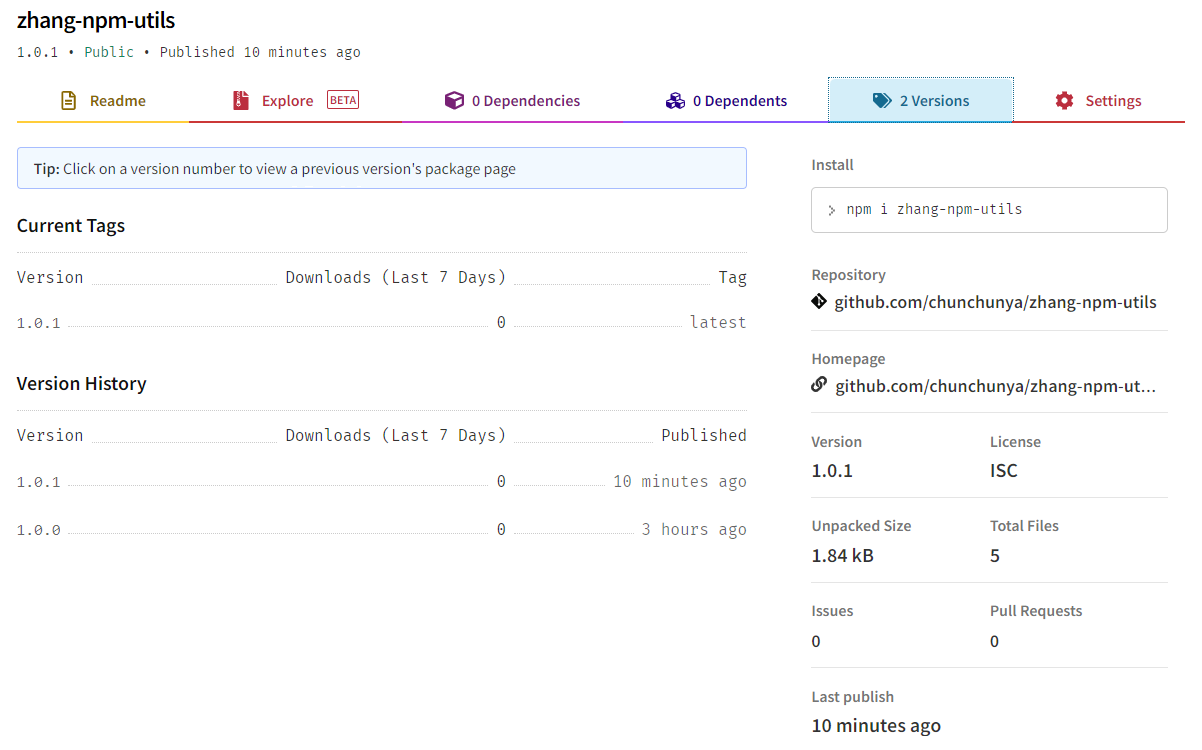 zhang-npm-utils
1.0.1 • Public • Published 10 minutes ago
Readme
Explore BETA
0 Dependencies
0 Dependents
2 Versions
Settings
Tip: Click on a version number to view a previous version's package page
Current Tags
Version Downloads (Last 7 Days) Tag
1.0.1 0 latest
Version History
Version Downloads (Last 7 Days) Published
1.0.1 0 10 minutes ago
1.0.0 0 3 hours ago
Install
> npm i zhang-npm-utils
Repository
github.com/chunchunya/zhang-npm-utils
Homepage
github.com/chunchunya/zhang-npm-ut...
Version License
1.0.1 ISC
Unpacked Size Total Files
1.84 kB 5
Issues Pull Requests
0 0
Last publish
10 minutes ago